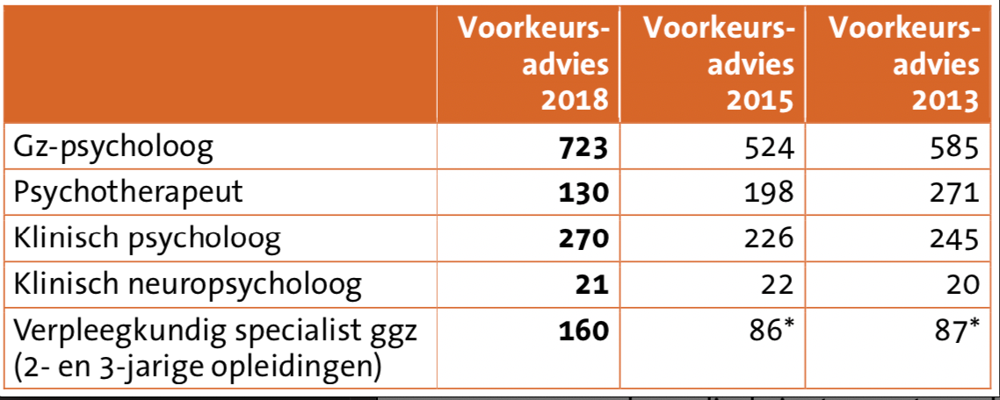 Voorkeurs- Voorkeurs- Voorkeurs-
advies advies advies
2018 2015 2013
Gz-psycholoog 723 524 585
Psychotherapeut 130 198 271
Klinisch psycholoog 270 226 245
Klinisch neuropsycholoog 21 22 20
Verpleegkundig specialist ggz 160 86* 87*
(2- en 3-jarige opleidingen)